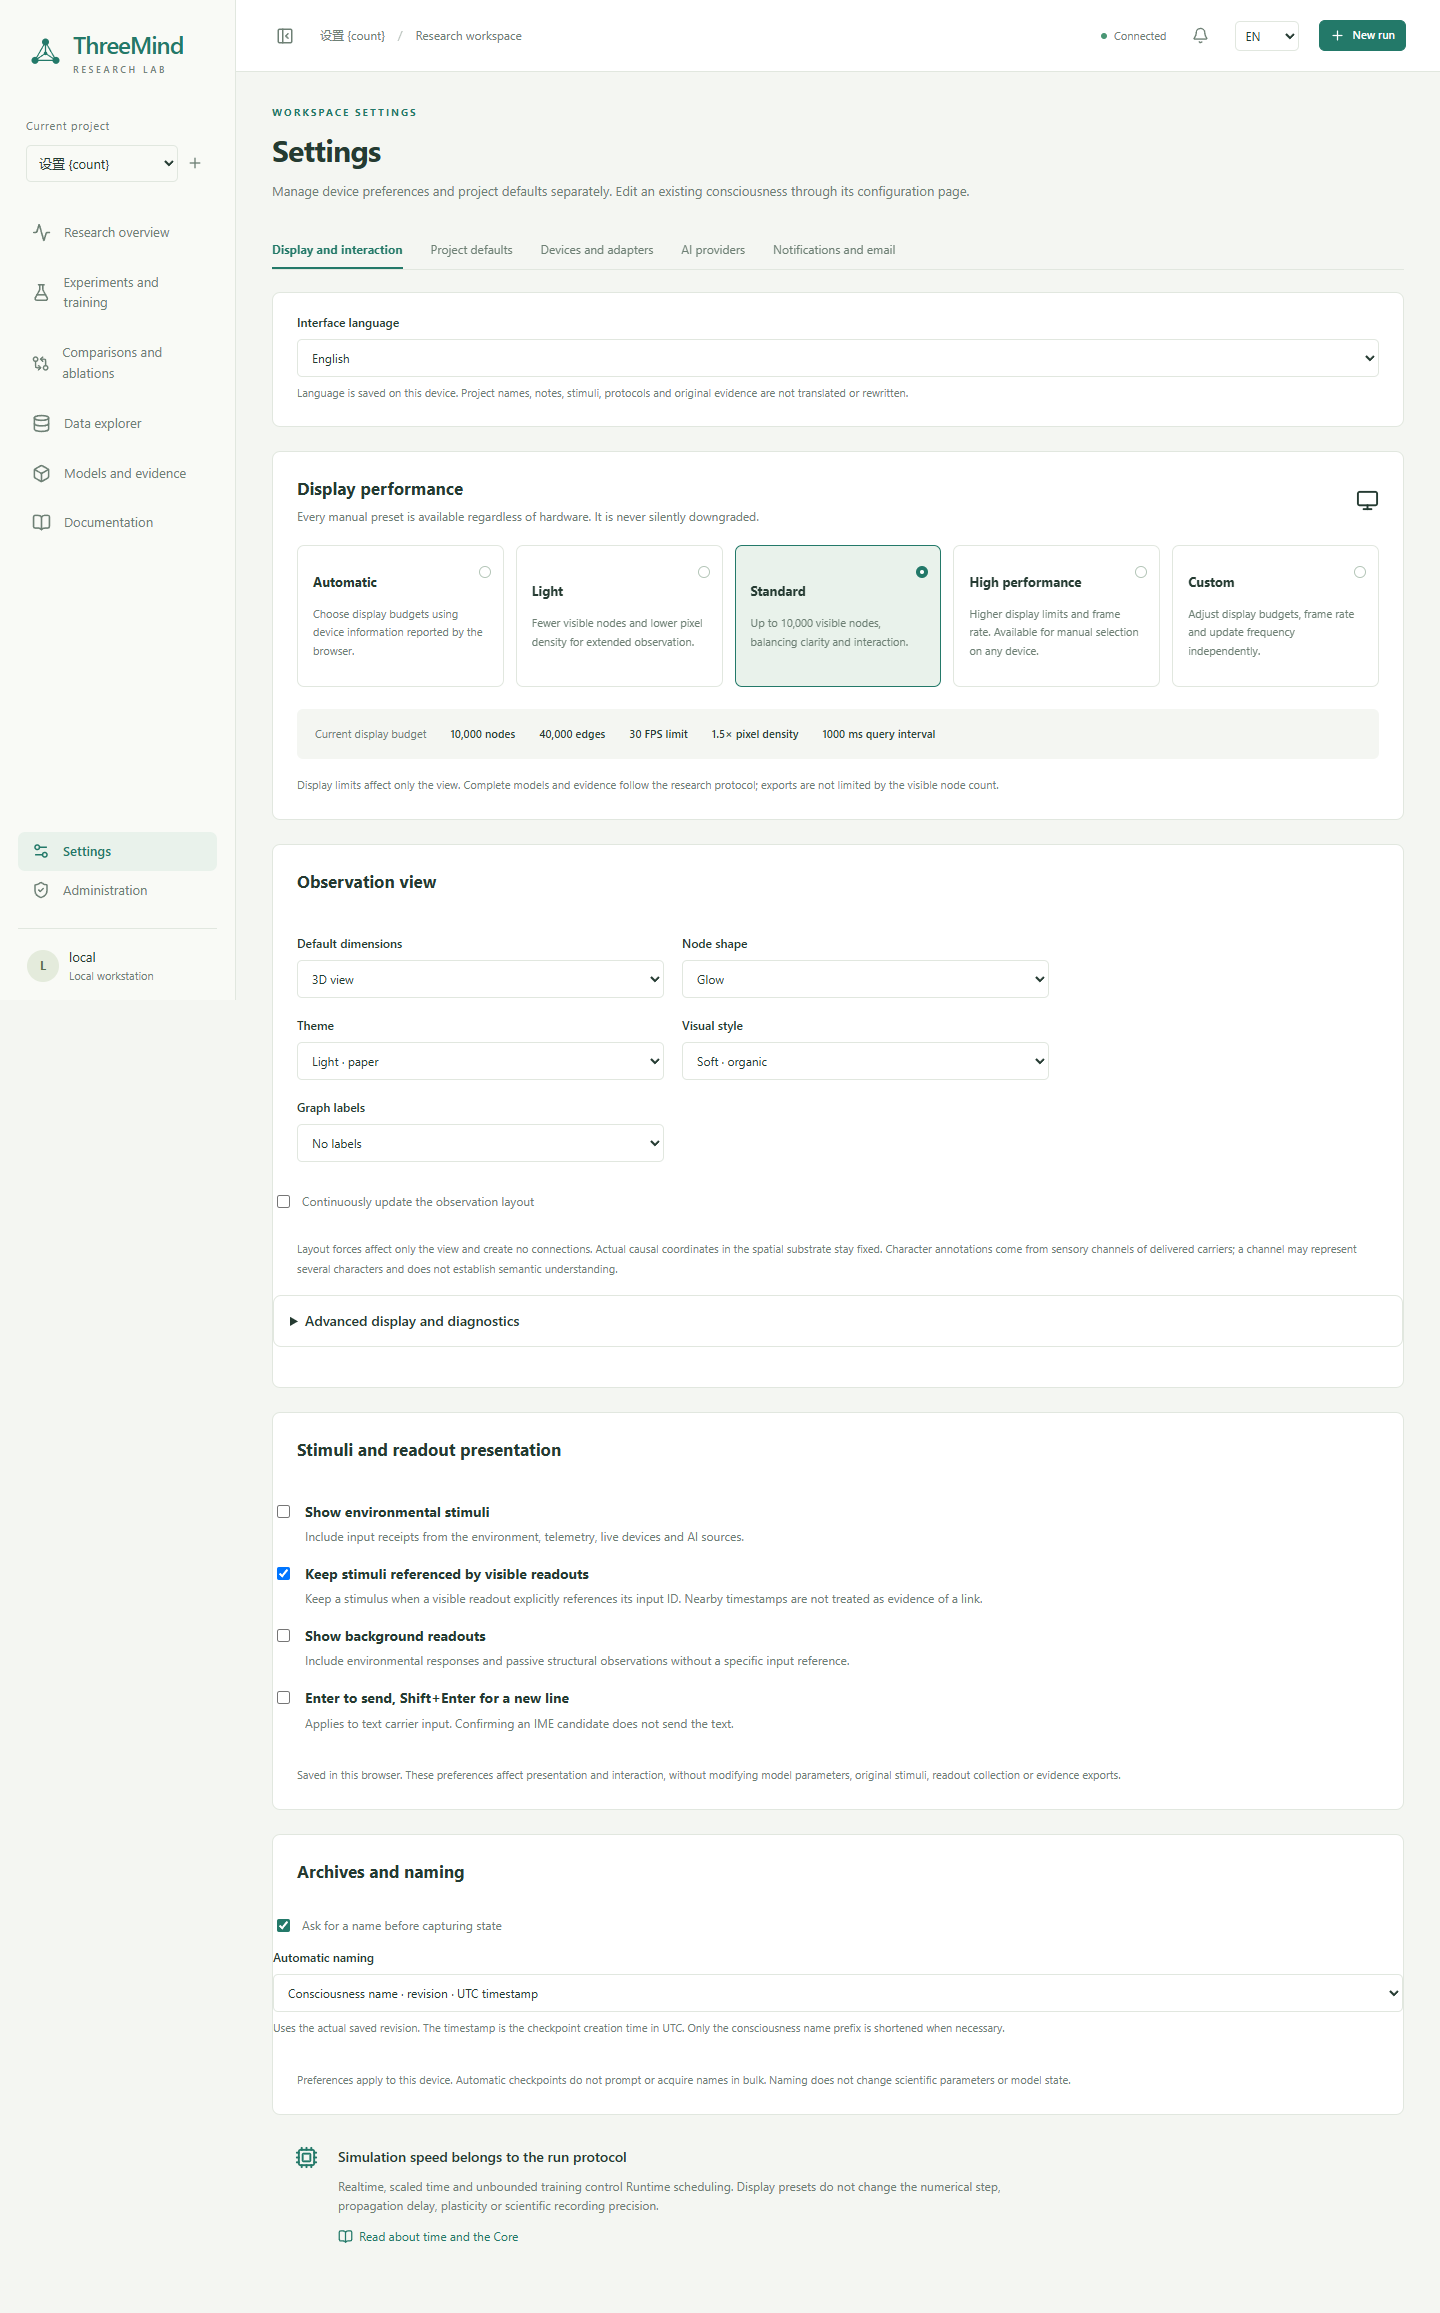 ThreeMind
RESEARCH LAB
Current project
设置 {count}
Research overview
Experiments and
training
Comparisons and
ablations
Data explorer
Models and evidence
Documentation
Settings
Administration
L
local
Local workstation
设置 {count} / Research workspace
Connected
EN
New run
WORKSPACE SETTINGS
Settings
Manage device preferences and project defaults separately. Edit an existing consciousness through its configuration page.
Display and interaction
Project defaults
Devices and adapters
AI providers
Notifications and email
Interface language
English
Language is saved on this device. Project names, notes, stimuli, protocols and original evidence are not translated or rewritten.
Display performance
Every manual preset is available regardless of hardware. It is never silently downgraded.
Automatic
Choose display budgets using
device information reported by the
browser.
Light
Fewer visible nodes and lower pixel
density for extended observation.
Standard
Up to 10,000 visible nodes,
balancing clarity and interaction.
High performance
Higher display limits and frame
rate. Available for manual selection
on any device.
Custom
Adjust display budgets, frame rate
and update frequency
independently.
Current display budget 10,000 nodes 40,000 edges 30 FPS limit 1.5× pixel density 1000 ms query interval
Display limits affect only the view. Complete models and evidence follow the research protocol; exports are not limited by the visible node count.
Observation view
Default dimensions
3D view
Node shape
Glow
Theme
Light · paper
Visual style
Soft · organic
Graph labels
No labels
Continuously update the observation layout
Layout forces affect only the view and create no connections. Actual causal coordinates in the spatial substrate stay fixed. Character annotations come from sensory channels of delivered carriers; a channel may represent
several characters and does not establish semantic understanding.
Advanced display and diagnostics
Stimuli and readout presentation
Show environmental stimuli
Include input receipts from the environment, telemetry, live devices and AI sources.
Keep stimuli referenced by visible readouts
Keep a stimulus when a visible readout explicitly references its input ID. Nearby timestamps are not treated as evidence of a link.
Show background readouts
Include environmental responses and passive structural observations without a specific input reference.
Enter to send, Shift+Enter for a new line
Applies to text carrier input. Confirming an IME candidate does not send the text.
Saved in this browser. These preferences affect presentation and interaction, without modifying model parameters, original stimuli, readout collection or evidence exports.
Archives and naming
Ask for a name before capturing state
Automatic naming
Consciousness name · revision · UTC timestamp
Uses the actual saved revision. The timestamp is the checkpoint creation time in UTC. Only the consciousness name prefix is shortened when necessary.
Preferences apply to this device. Automatic checkpoints do not prompt or acquire names in bulk. Naming does not change scientific parameters or model state.
Simulation speed belongs to the run protocol
Realtime, scaled time and unbounded training control Runtime scheduling. Display presets do not change the numerical step,
propagation delay, plasticity or scientific recording precision.
Read about time and the Core